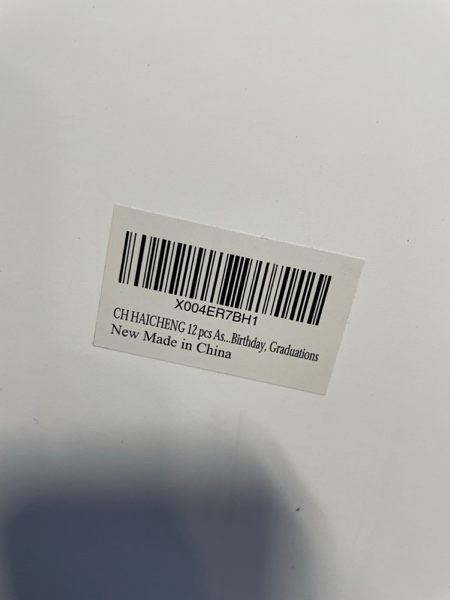 X004ER7BH1
CH HAICHENG 12 pcs As...Birthday, Graduations
New Made in China